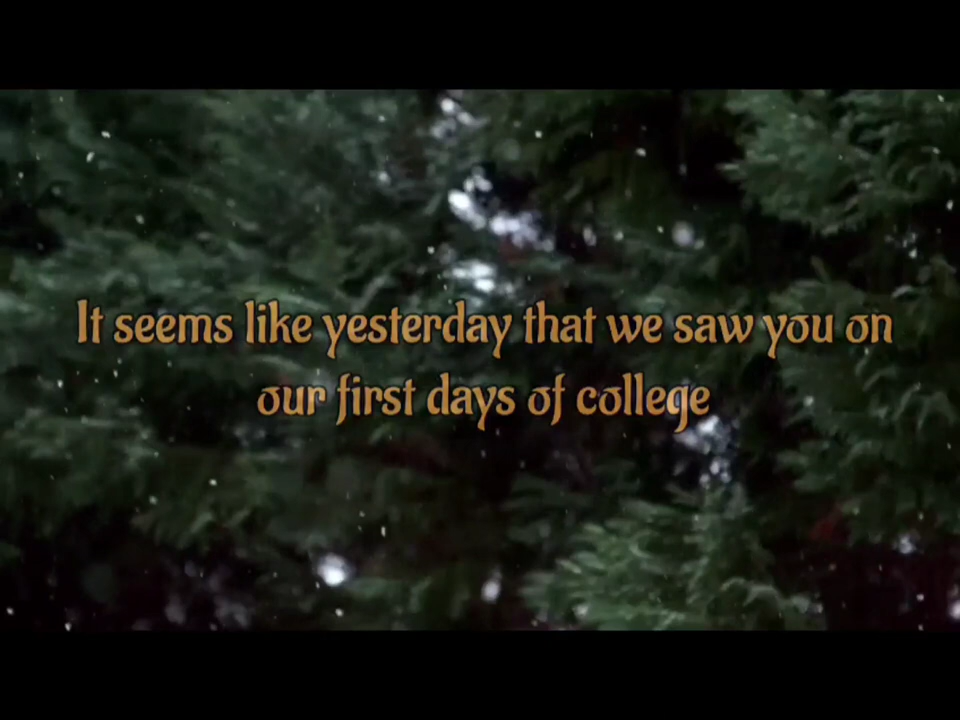 It seems like yesterday that we saw you on
our first days of college